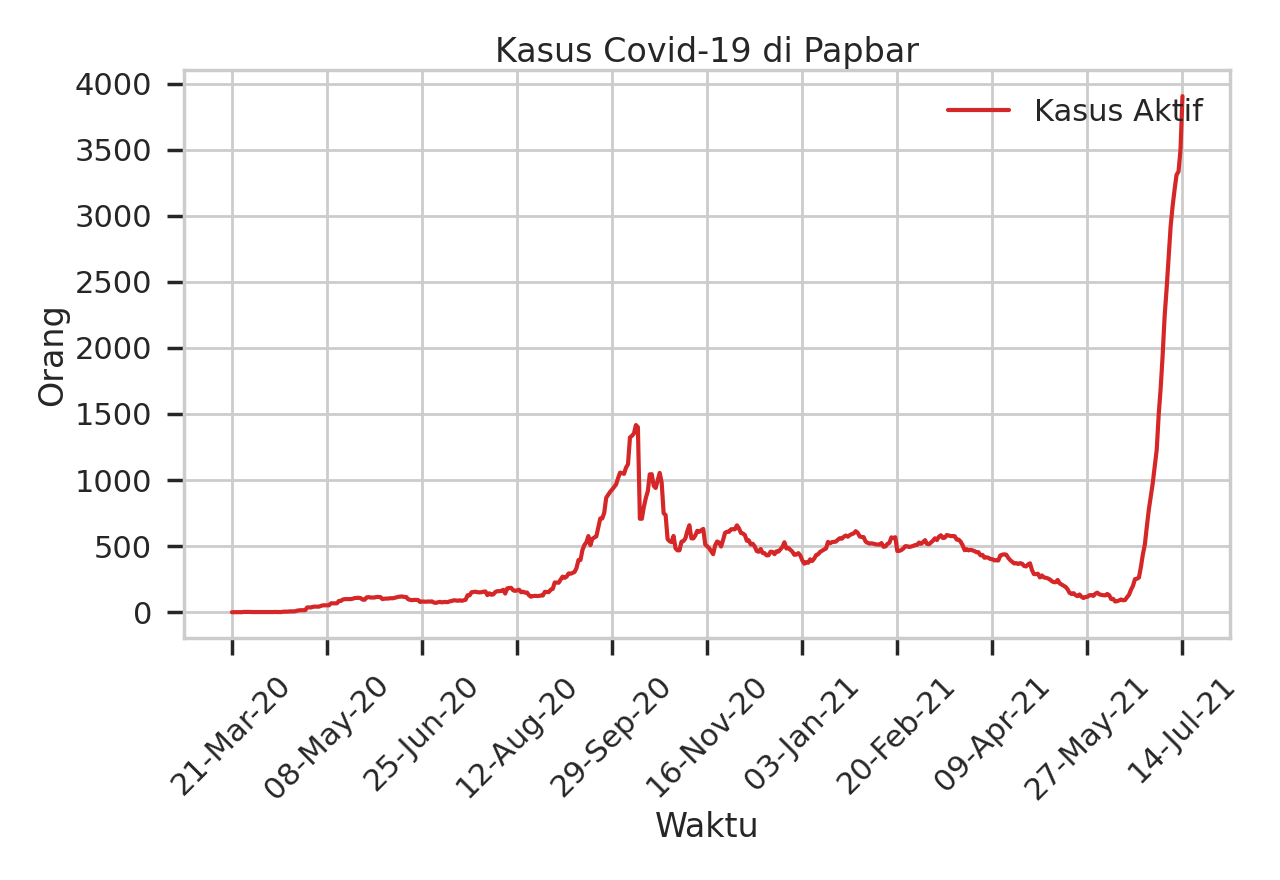 Kasus Covid-19 di Papbar
Kasus Aktif
4000
3500
3000
2500
2000
1500
1000
500
0
Orang
21-Mar-20
08-May-20
25-Jun-20
12-Aug-20
29-Sep-20
16-Nov-20
03-Jan-21
20-Feb-21
09-Apr-21
27-May-21
14-Jul-21
Waktu